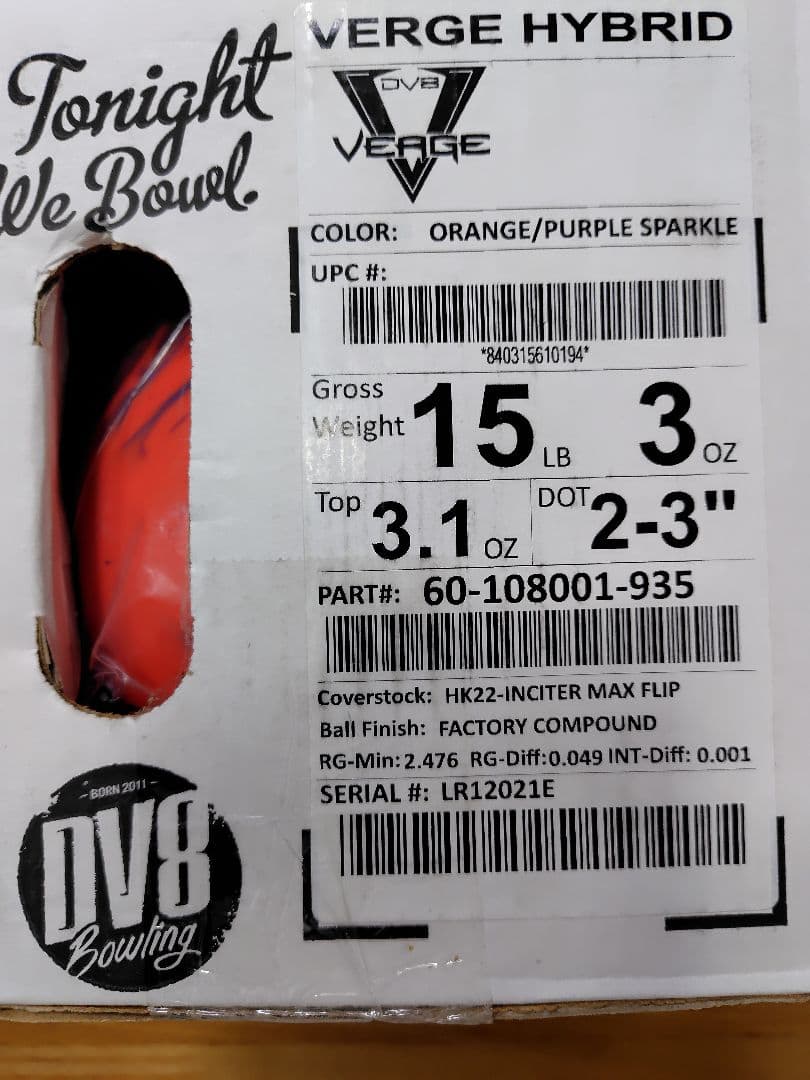 Tonight
We Bowl.
VERGE HYBRID
DV8
VERGE
COLOR: ORANGE/PURPLE SPARKLE
UPC #:
*840315610194*
Gross
Weight 15 LB 3 OZ
Top 3.1 OZ DOT 2-3"
PART#: 60-108001-935
Coverstock: HK22-INCITER MAX FLIP
Ball Finish: FACTORY COMPOUND
RG-Min: 2.476 RG-Diff:0.049 INT-Diff: 0.001
SERIAL #: LR12021E
- BORN 2011 -
DV8
Bowling